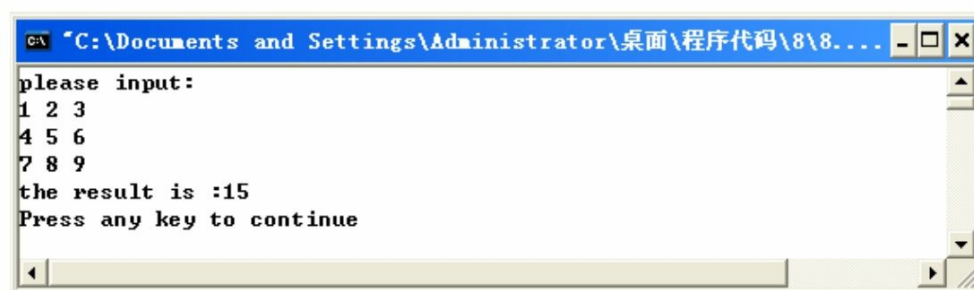 "C:\Documents and Settings\Administrator\桌面\程序代码\8\8....
please input:
1 2 3
4 5 6
7 8 9
the result is :15
Press any key to continue